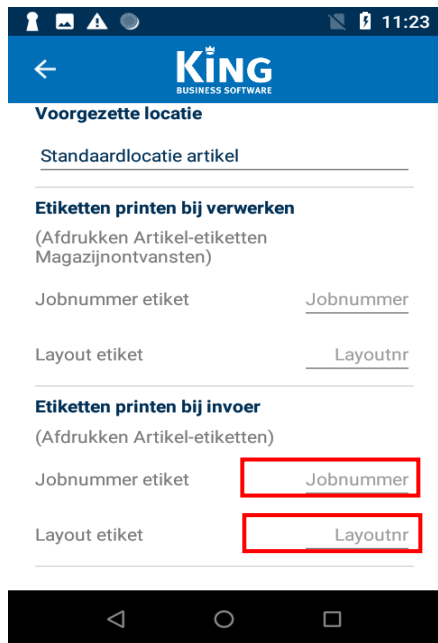 11:23
KING
BUSINESS SOFTWARE
Voorgezette locatie
Standaardlocatie artikel
Etiketten printen bij verwerken
(Afdrukken Artikel-etiketten
Magazijnontvansten)
Jobnummer etiket Jobnummer
Layout etiket Layoutnr
Etiketten printen bij invoer
(Afdrukken Artikel-etiketten)
Jobnummer etiket Jobnummer
Layout etiket Layoutnr